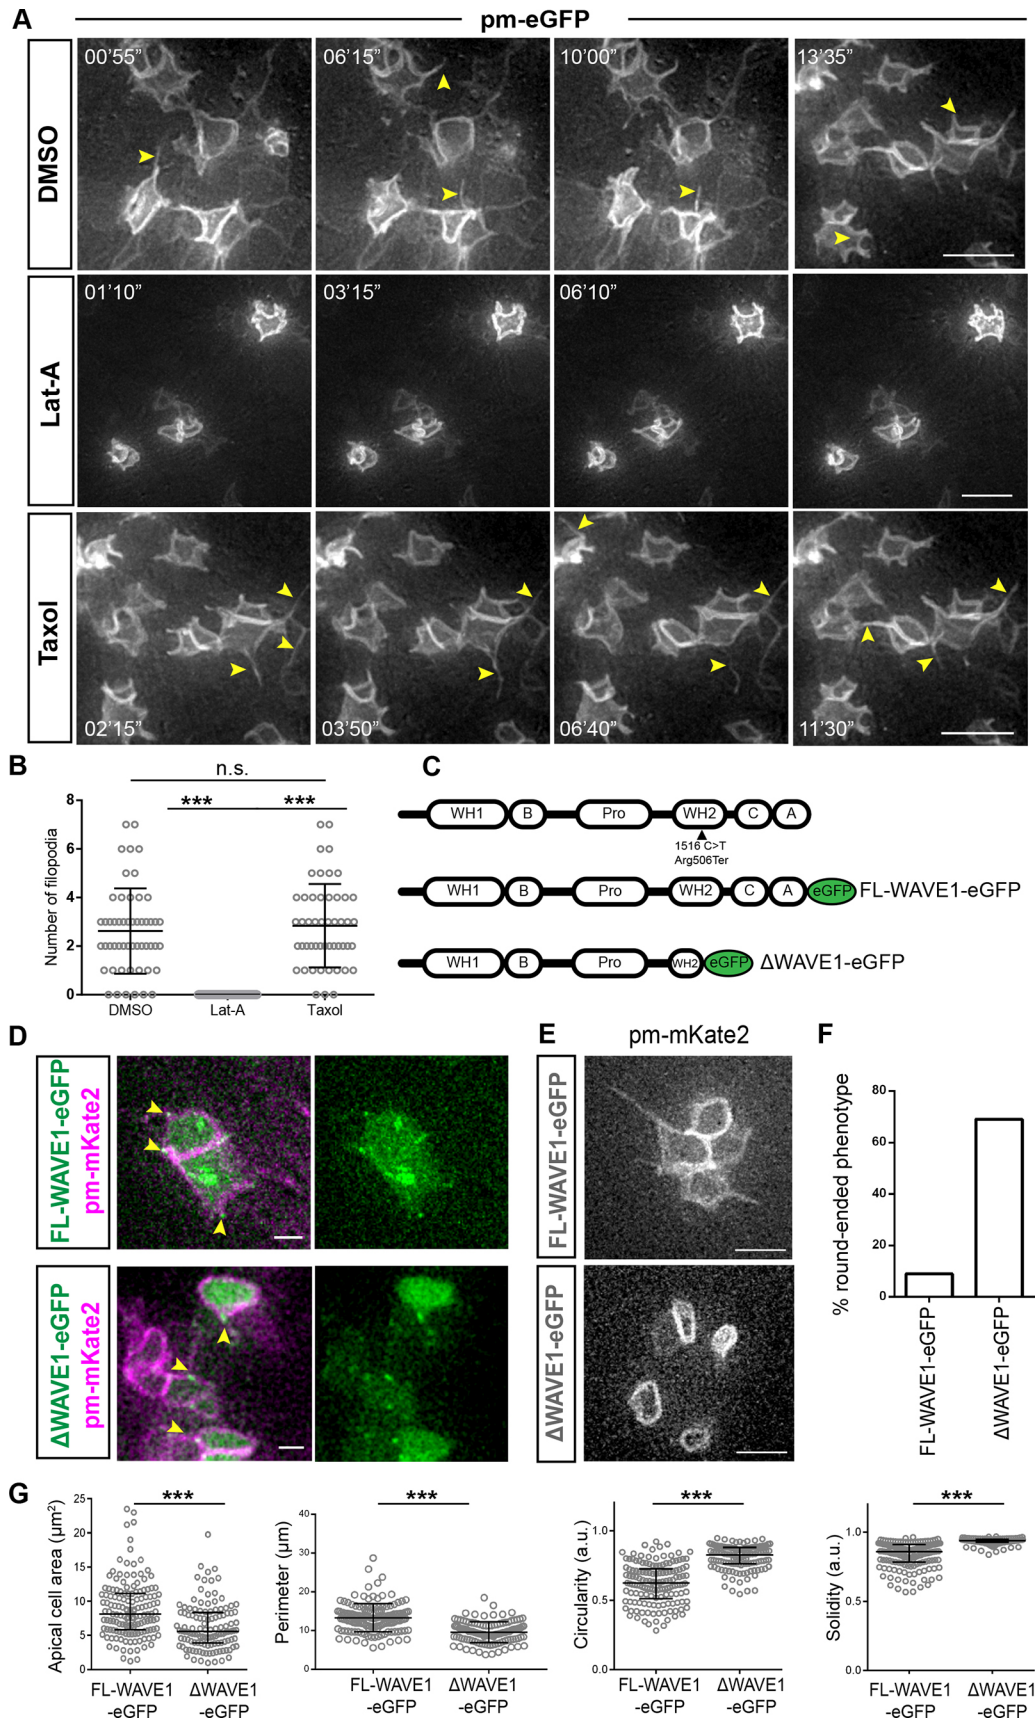 A
pm-eGFP
DMSO
00’55”
06’15”
10’00”
13’35”
Lat-A
01’10”
03’15”
06’10”
Taxol
02’15”
03’50”
06’40”
11’30”
B
n.s.
***
***
Number of filopodia
8
6
4
2
0
DMSO
Lat-A
Taxol
C
WH1 B Pro WH2 C A
1516 C>T
Arg506Ter
WH1 B Pro WH2 C A eGFP FL-WAVE1-eGFP
WH1 B Pro WH2 eGFP ΔWAVE1-eGFP
D
FL-WAVE1-eGFP
pm-mKate2
ΔWAVE1-eGFP
pm-mKate2
E
pm-mKate2
FL-WAVE1-eGFP
ΔWAVE1-eGFP
F
% round-ended phenotype
80
60
40
20
0
FL-WAVE1-eGFP
ΔWAVE1-eGFP
G
***
Apical cell area (μm²)
25
20
15
10
5
0
FL-WAVE1
-eGFP
ΔWAVE1
-eGFP
***
Perimeter (μm)
40
30
20
10
0
FL-WAVE1
-eGFP
ΔWAVE1
-eGFP
***
Circularity (a.u.)
1.0
0.5
0.0
FL-WAVE1
-eGFP
ΔWAVE1
-eGFP
***
Solidity (a.u.)
1.0
0.5
0.0
FL-WAVE1
-eGFP
ΔWAVE1
-eGFP